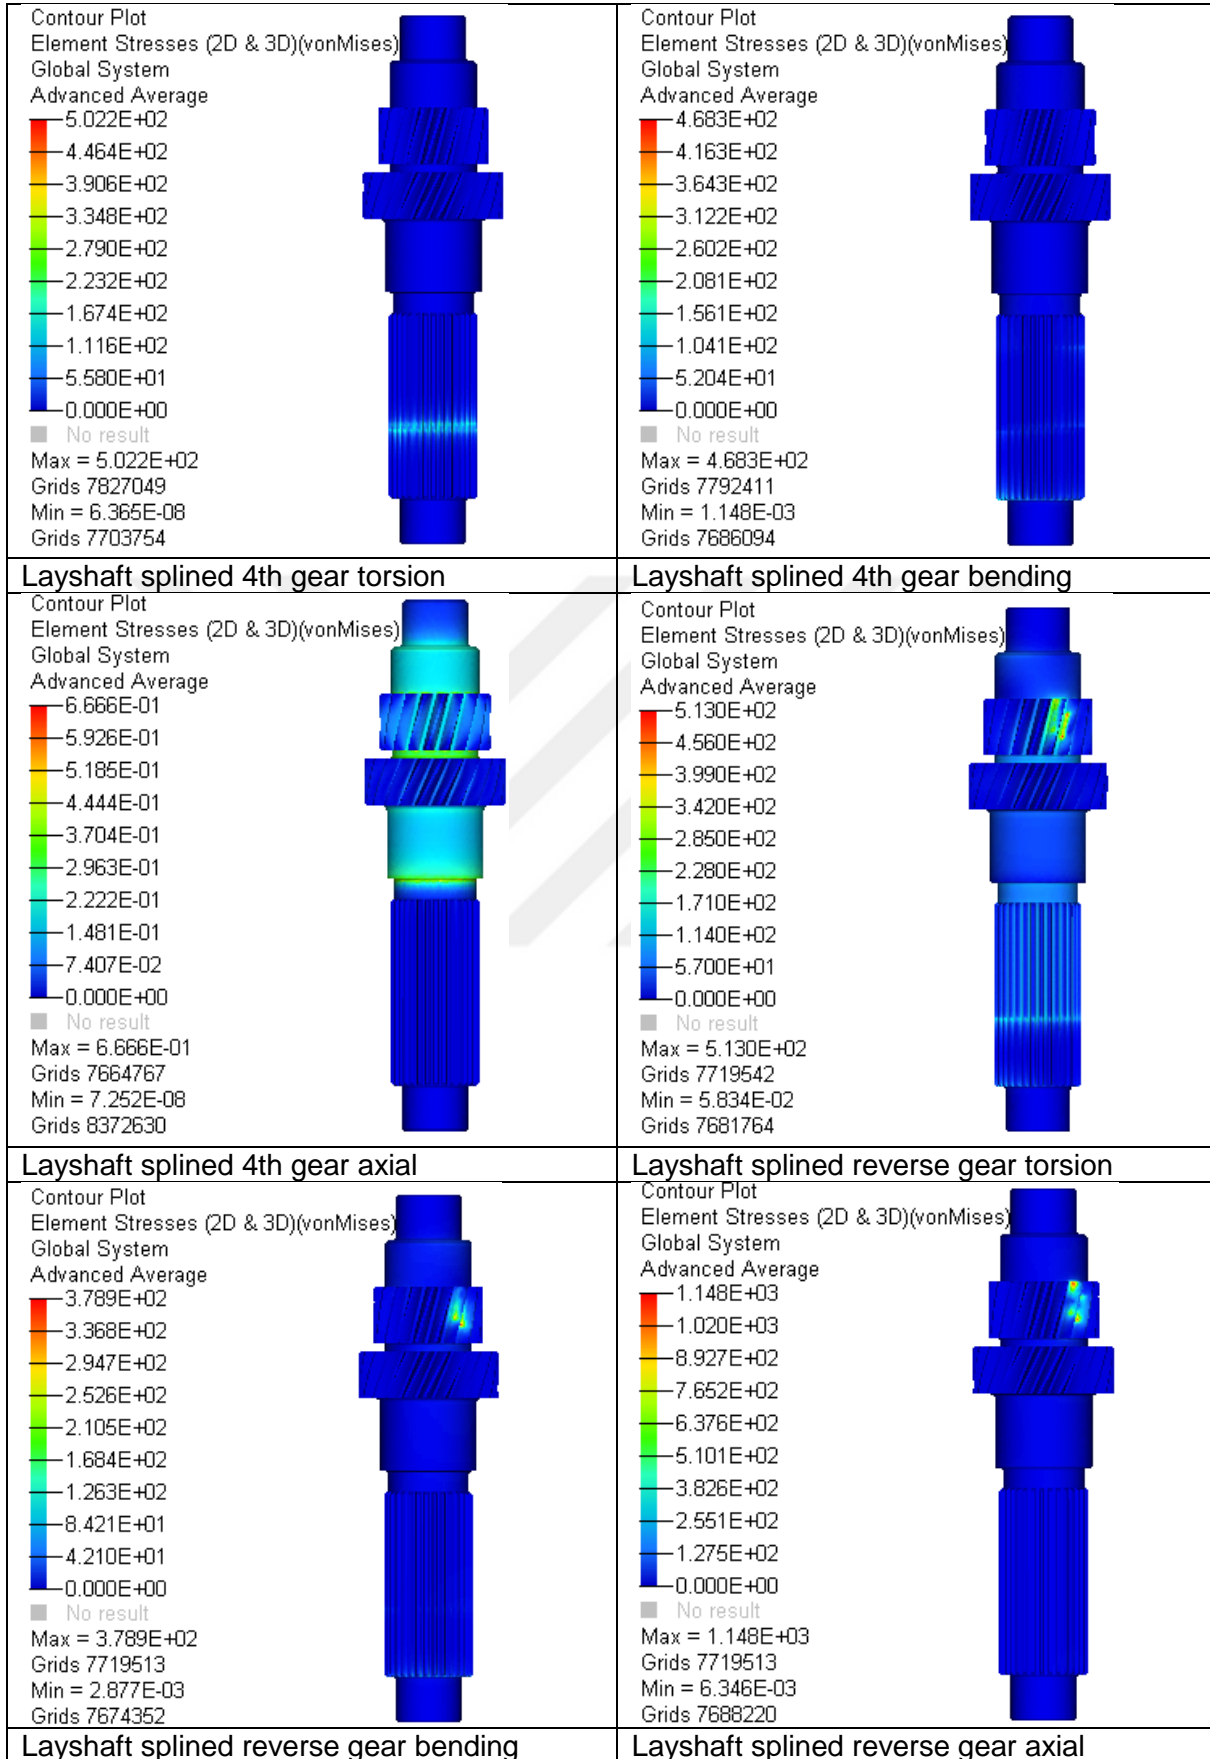 Contour Plot
Element Stresses (2D & 3D)(vonMises)
Global System
Advanced Average
5.022E+02
4.464E+02
3.906E+02
3.348E+02
2.790E+02
2.232E+02
1.674E+02
1.116E+02
5.580E+01
0.000E+00
No result
Max = 5.022E+02
Grids 7827049
Min = 6.365E-08
Grids 7703754
Layshaft splined 4th gear torsion
Contour Plot
Element Stresses (2D & 3D)(vonMises)
Global System
Advanced Average
4.683E+02
4.163E+02
3.643E+02
3.122E+02
2.602E+02
2.081E+02
1.561E+02
1.041E+02
5.204E+01
0.000E+00
No result
Max = 4.683E+02
Grids 7792411
Min = 1.148E-03
Grids 7686094
Layshaft splined 4th gear bending
Contour Plot
Element Stresses (2D & 3D)(vonMises)
Global System
Advanced Average
6.666E-01
5.926E-01
5.185E-01
4.444E-01
3.704E-01
2.963E-01
2.222E-01
1.481E-01
7.407E-02
0.000E+00
No result
Max = 6.666E-01
Grids 7664767
Min = 7.252E-08
Grids 8372630
Layshaft splined 4th gear axial
Contour Plot
Element Stresses (2D & 3D)(vonMises)
Global System
Advanced Average
5.130E+02
4.560E+02
3.990E+02
3.420E+02
2.850E+02
2.280E+02
1.710E+02
1.140E+02
5.700E+01
0.000E+00
No result
Max = 5.130E+02
Grids 7719542
Min = 5.834E-02
Grids 7681764
Layshaft splined reverse gear torsion
Contour Plot
Element Stresses (2D & 3D)(vonMises)
Global System
Advanced Average
3.789E+02
3.368E+02
2.947E+02
2.526E+02
2.105E+02
1.684E+02
1.263E+02
8.421E+01
4.210E+01
0.000E+00
No result
Max = 3.789E+02
Grids 7719513
Min = 2.877E-03
Grids 7674352
Layshaft splined reverse gear bending
Contour Plot
Element Stresses (2D & 3D)(vonMises)
Global System
Advanced Average
1.148E+03
1.020E+03
8.927E+02
7.652E+02
6.376E+02
5.101E+02
3.826E+02
2.551E+02
1.275E+02
0.000E+00
No result
Max = 1.148E+03
Grids 7719513
Min = 6.346E-03
Grids 7688220
Layshaft splined reverse gear axial